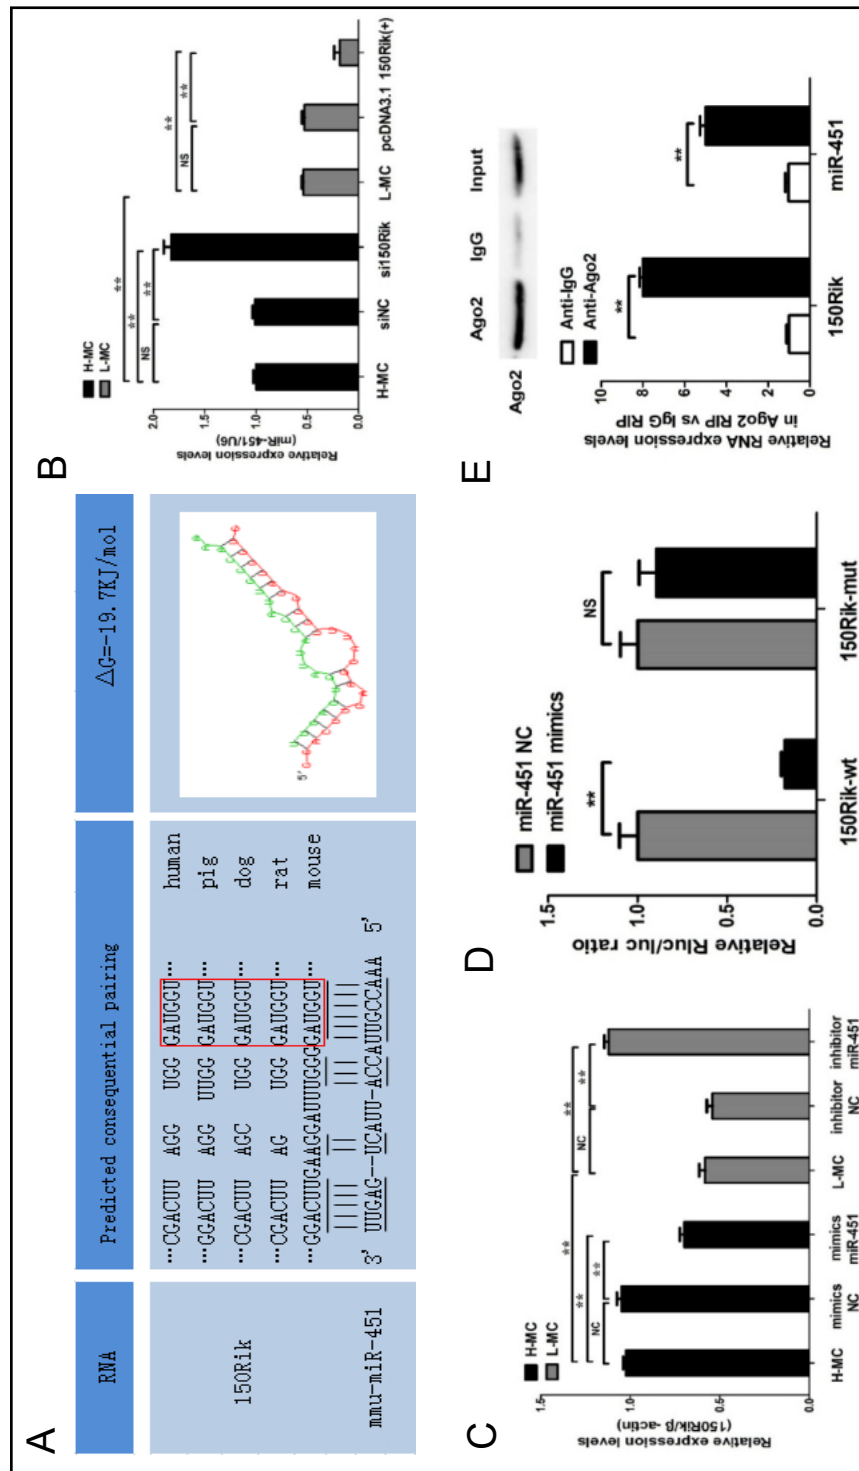 A
RNA
Predicted consequential pairing
△G=-19.7KJ/mol
150Rik
···CGACUU AGG UGG GAUGGU··· human
···GGACUU AGG UUGG GAUGGU··· pig
···CGACUU AGC UGG GAUGGU··· dog
···CGACUU AG UGG GAUGGU··· rat
···GGACUUGAAGGAUUUGGGGAUGGU··· mouse
mmu-miR-451
3' UUGAG--UCAUU-ACCAUUGCCAAA 5'
5'
B
H-MC
L-MC
Relative expression levels
(miR-451/U6)
2.0
1.5
1.0
0.5
0.0
NS
**
**
**
NS
**
**
H-MC
siNC
si150Rik
L-MC
pcDNA3.1
150Rik(+)
C
H-MC
L-MC
Relative expression levels
(150Rik/β-actin)
1.5
1.0
0.5
0.0
NC
**
**
**
NC
**
**
H-MC
mimics NC
mimics miR-451
L-MC
inhibitor NC
inhibitor miR-451
D
miR-451 NC
miR-451 mimics
Relative Rluc/luc ratio
1.5
1.0
0.5
0.0
**
NS
150Rik-wt
150Rik-mut
E
Ago2
IgG
Input
Ago2
Anti-IgG
Anti-Ago2
Relative RNA expression levels
in Ago2 RIP vs IgG RIP
10
8
6
4
2
0
**
**
150Rik
miR-451